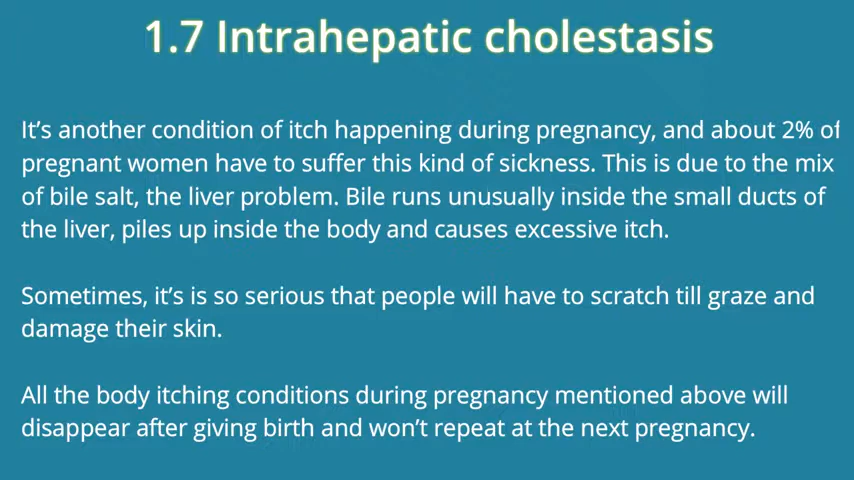 1.7 Intrahepatic cholestasis
It's another condition of itch happening during pregnancy, and about 2% of
pregnant women have to suffer this kind of sickness. This is due to the mix
of bile salt, the liver problem. Bile runs unusually inside the small ducts of
the liver, piles up inside the body and causes excessive itch.
Sometimes, it's is so serious that people will have to scratch till graze and
damage their skin.
All the body itching conditions during pregnancy mentioned above will
disappear after giving birth and won't repeat at the next pregnancy.